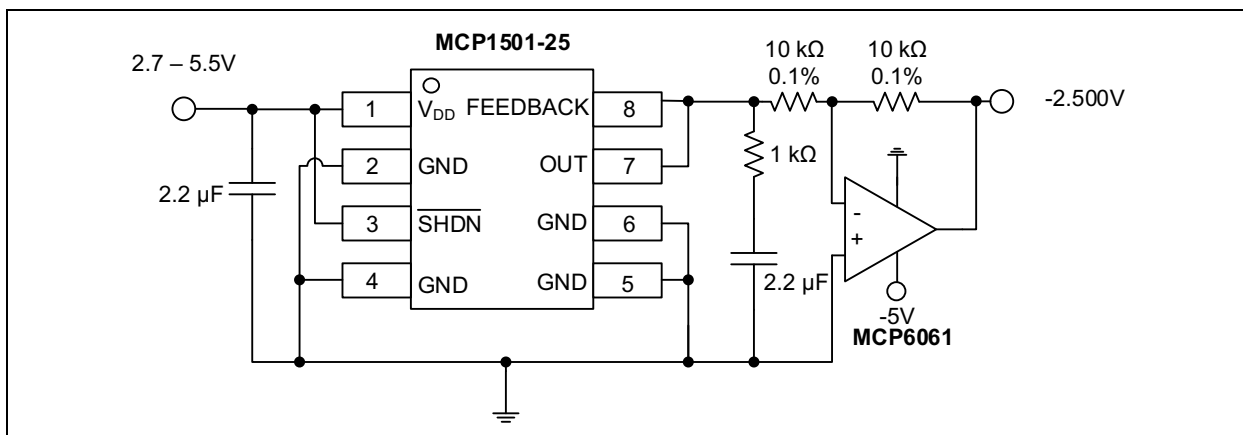 MCP1501-25
2.7 – 5.5V
10 kΩ
0.1%
10 kΩ
0.1%
-2.500V
1
VDD
FEEDBACK
8
2
GND
OUT
7
1 kΩ
2.2 µF
3
SHDN
GND
6
-
+
4
GND
GND
5
2.2 µF
-5V
MCP6061